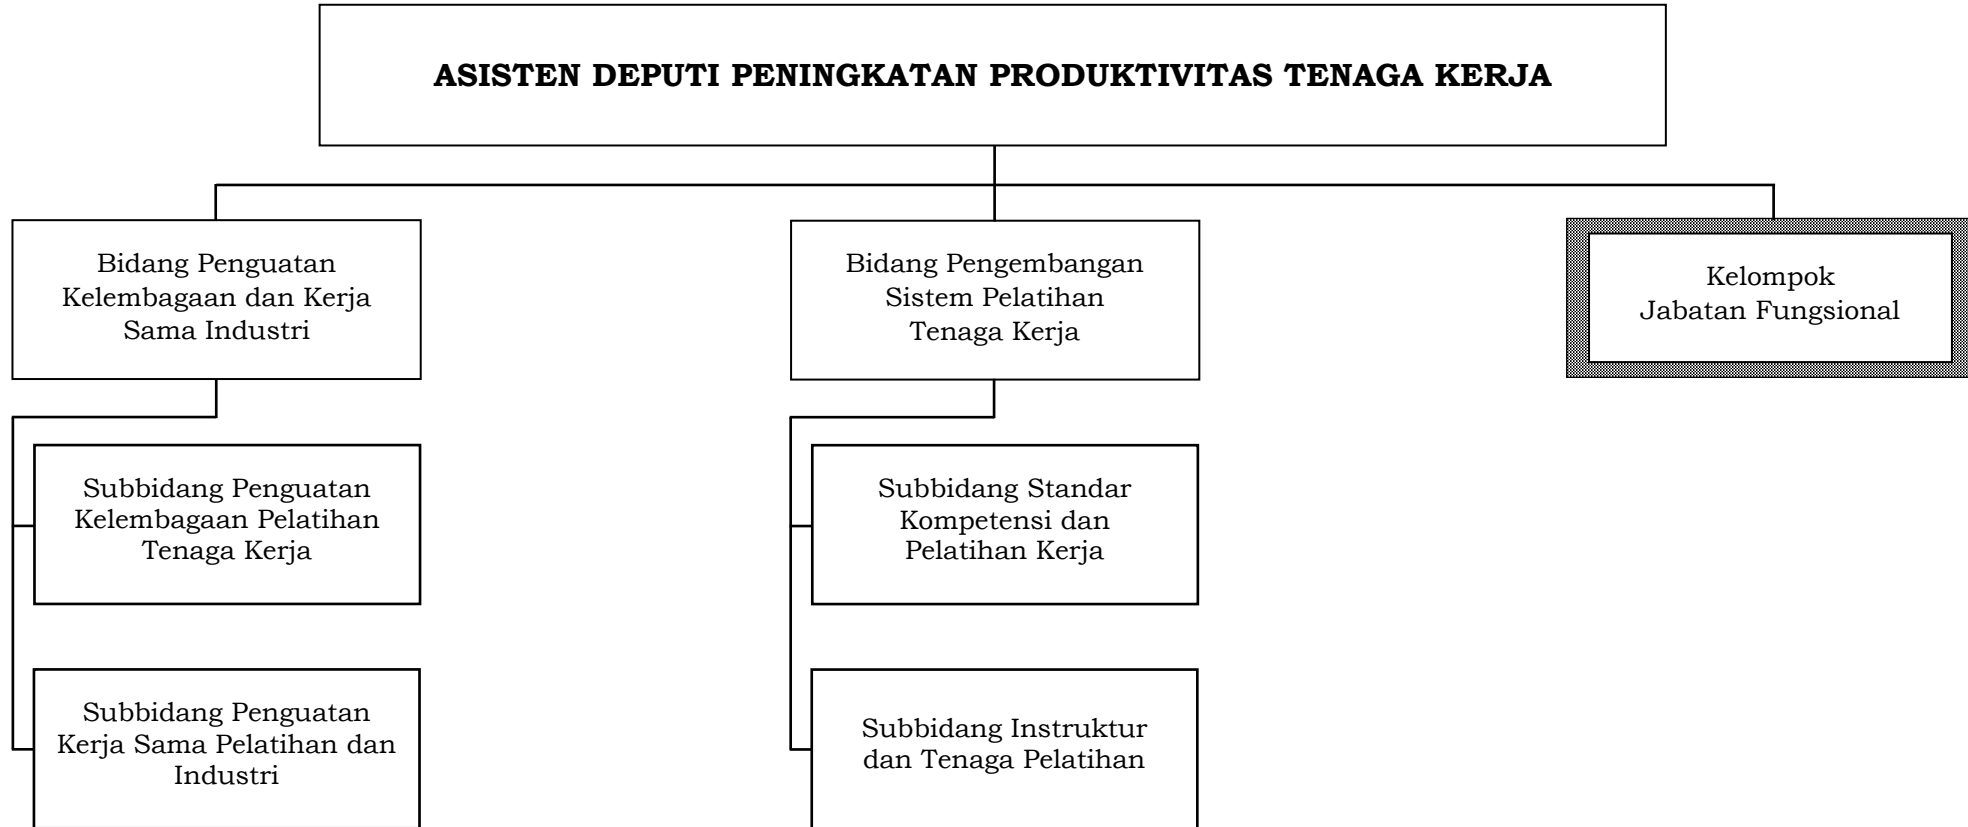 ASISTEN DEPUTI PENINGKATAN PRODUKTIVITAS TENAGA KERJA
Bidang Penguatan
Kelembagaan dan Kerja
Sama Industri
Bidang Pengembangan
Sistem Pelatihan
Tenaga Kerja
Kelompok
Jabatan Fungsional
Subbidang Penguatan
Kelembagaan Pelatihan
Tenaga Kerja
Subbidang Standar
Kompetensi dan
Pelatihan Kerja
Subbidang Penguatan
Kerja Sama Pelatihan dan
Industri
Subbidang Instruktur
dan Tenaga Pelatihan